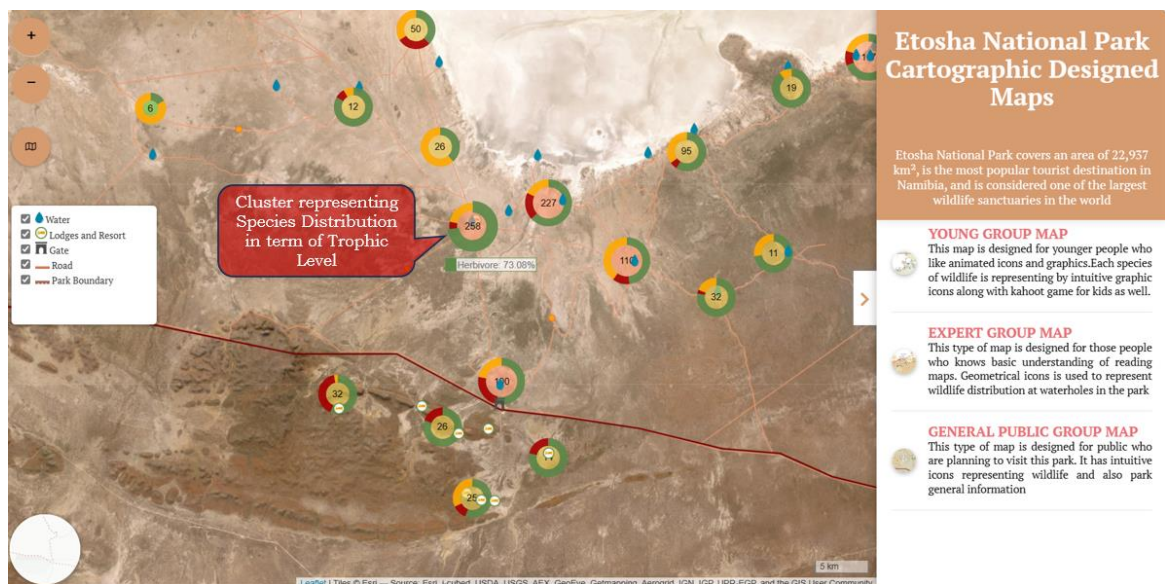 +
−
50
6
12
26
19
95
227
258
110
11
32
Cluster representing
Species Distribution
in term of Trophic
Level
Herbivore: 73.08%
Water
Lodges and Resort
Gate
Road
Park Boundary
32
26
25
5 km
Leaflet | Tiles © Esri — Source: Esri, i-cubed, USDA, USGS, AEX, GeoEye, Getmapping, Aerogrid, IGN, IGP, UPR-EGP, and the GIS User Community
Etosha National Park
Cartographic Designed
Maps
Etosha National Park covers an area of 22,937
km², is the most popular tourist destination in
Namibia, and is considered one of the largest
wildlife sanctuaries in the world
YOUNG GROUP MAP
This map is designed for younger people who
like animated icons and graphics.Each species
of wildlife is representing by intuitive graphic
icons along with kahoot game for kids as well.
EXPERT GROUP MAP
This type of map is designed for those people
who knows basic understanding of reading
maps. Geometrical icons is used to represent
wildlife distribution at waterholes in the park
GENERAL PUBLIC GROUP MAP
This type of map is designed for public who
are planning to visit this park. It has intuitive
icons representing wildlife and also park
general information